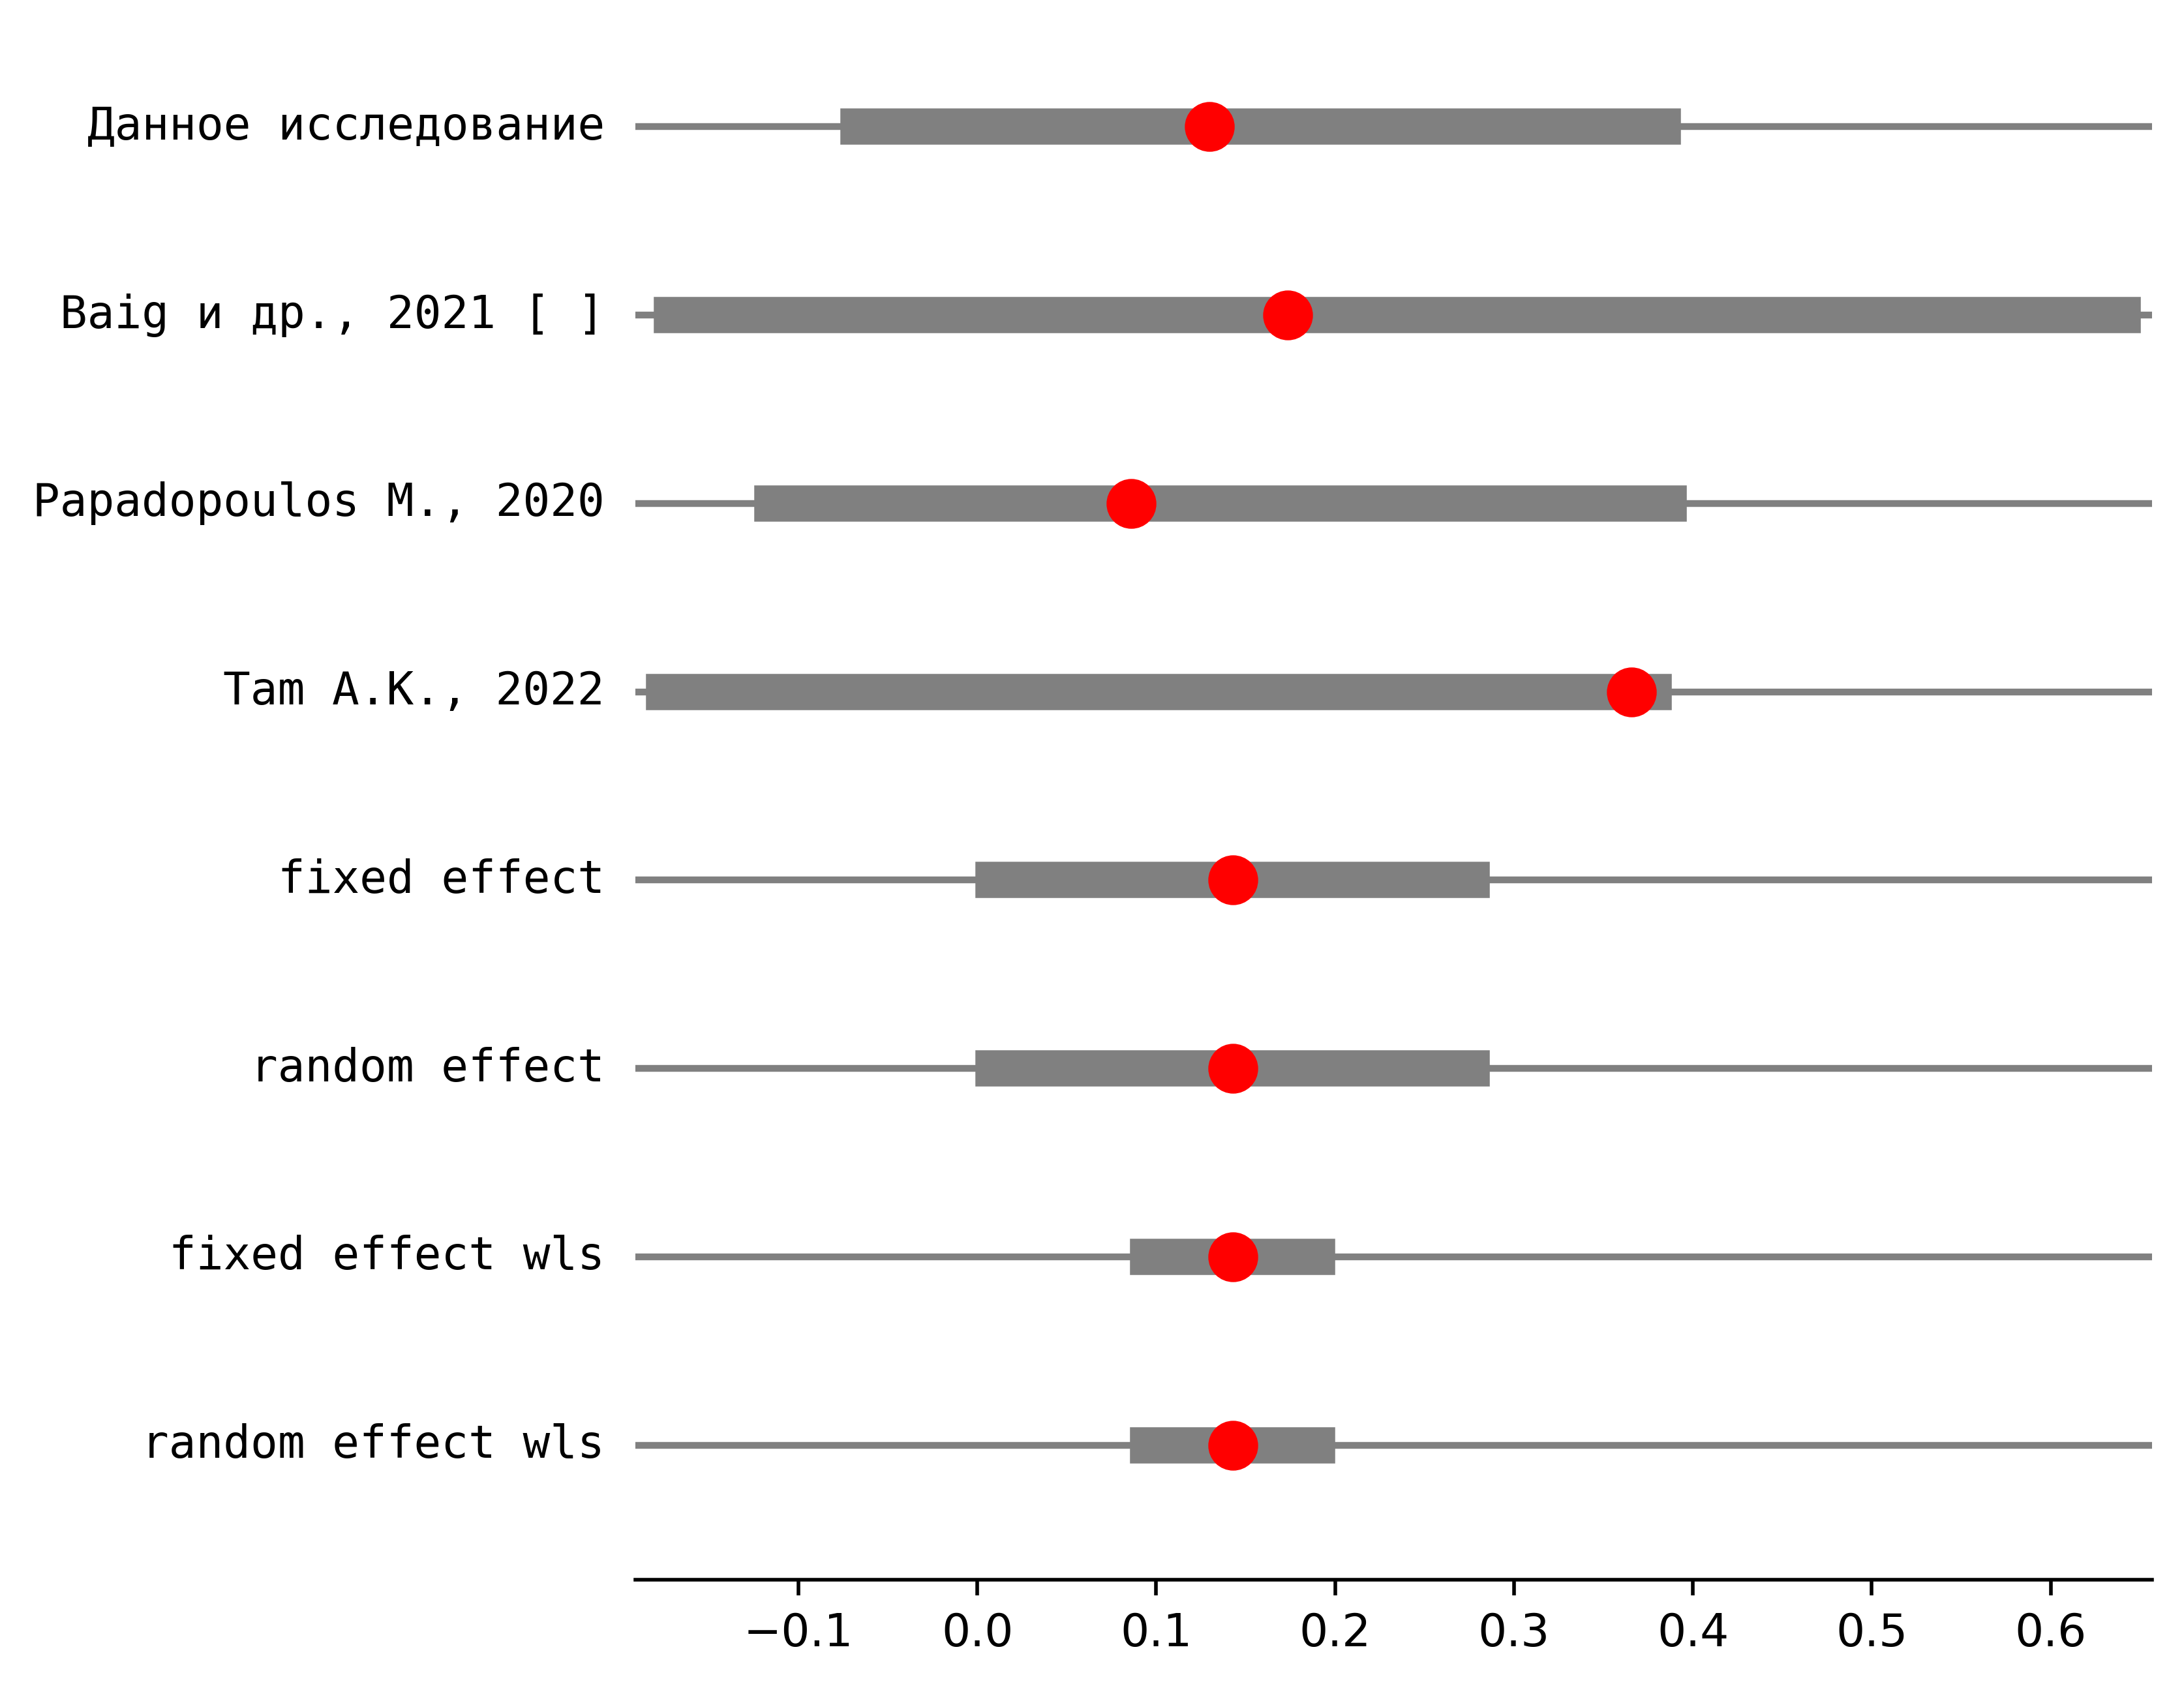 Данное исследование
Baig и др., 2021 [ ]
Papadopoulos M., 2020
Tam A.K., 2022
fixed effect
random effect
fixed effect wls
random effect wls
−0.1 0.0 0.1 0.2 0.3 0.4 0.5 0.6